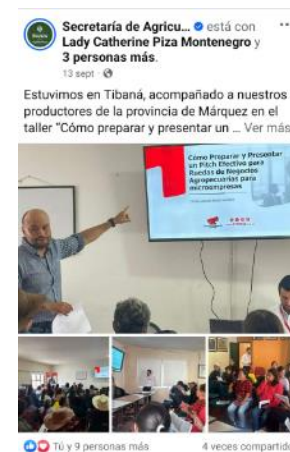 Secretaría de Agricu... está con
Lady Catherine Piza Montenegro y
3 personas más.
13 sept
Estuvimos en Tibaná, acompañado a nuestros
productores de la provincia de Márquez en el
taller "Cómo preparar y presentar un ... Ver más
Cómo Preparar y Presentar
un Pitch Efectivo para
Ruedas de Negocios
Agropecuarias para
microempresas
Tú y 9 personas más
4 veces compartido